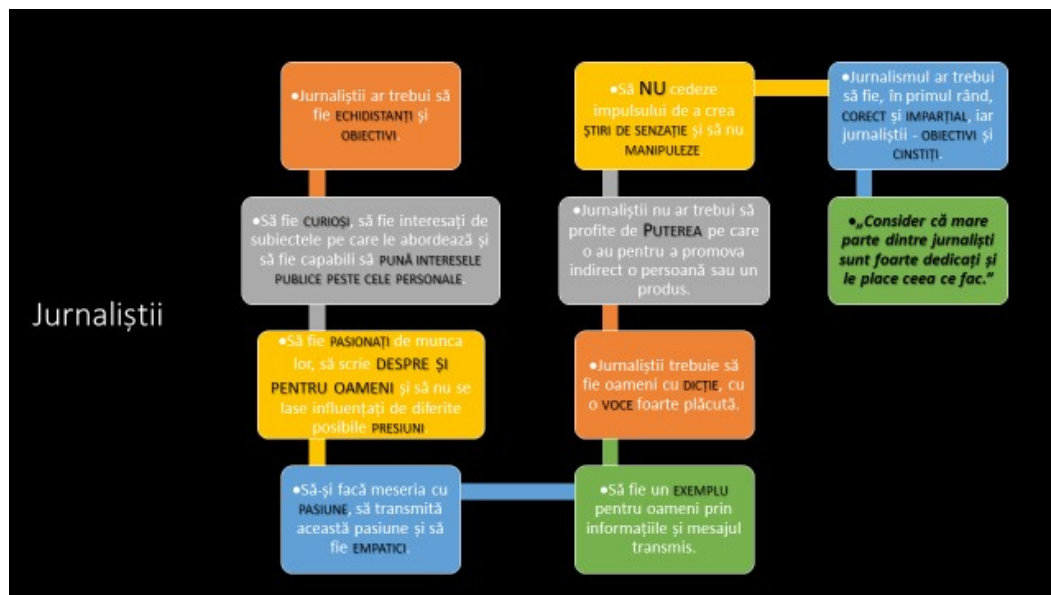 Jurnaliștii
•Jurnaliștii ar trebui să
fie ECHIDISTANȚI și
OBIECTIVI.
•Să fie CURIOȘI, să fie interesați de
subiectele pe care le abordează și
să fie capabili să PUNĂ INTERESELE
PUBLICE PESTE CELE PERSONALE.
•Să fie PASIONAȚI de munca
lor, să scrie DESPRE ȘI
PENTRU OAMENI și să nu se
lase influențați de diferite
posibile PRESIUNI.
•Să-și facă meseria cu
PASIUNE, să transmită
această pasiune și să
fie EMPATICI.
•Să fie un EXEMPLU
pentru oameni prin
informațiile și mesajul
transmis.
•Jurnaliștii trebuie să
fie oameni cu DICȚIE, cu
o VOCE foarte plăcută.
•Jurnaliștii nu ar trebui să
profite de PUTEREA pe care
o au pentru a promova
indirect o persoană sau un
produs.
•Să NU cedeze
impulsului de a crea
ȘTIRI DE SENZAȚIE și să nu
MANIPULEZE.
•Jurnalismul ar trebui
să fie, în primul rând,
CORECT și IMPARȚIAL, iar
jurnaliștii - OBIECTIVI și
CINSTIȚI.
•„Consider că mare
parte dintre jurnaliști
sunt foarte dedicați și
le place ceea ce fac.”